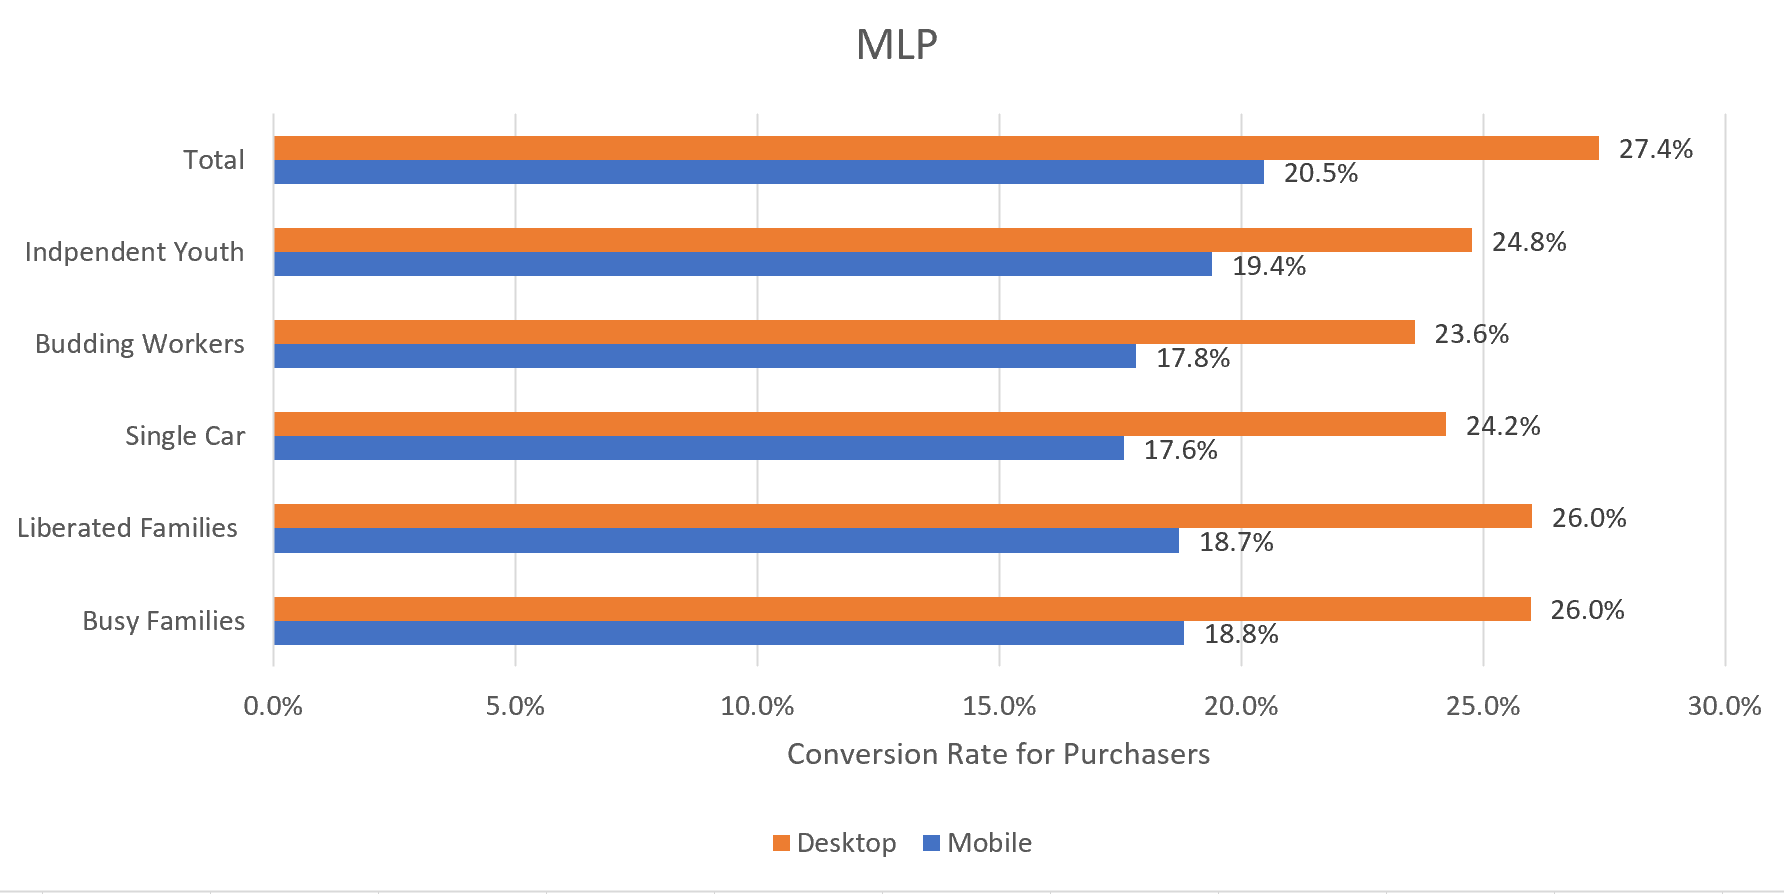 MLP
Total
27.4%
20.5%
Indpendent Youth
24.8%
19.4%
Budding Workers
23.6%
17.8%
Single Car
24.2%
17.6%
Liberated Families
26.0%
18.7%
Busy Families
26.0%
18.8%
0.0% 5.0% 10.0% 15.0% 20.0% 25.0% 30.0%
Conversion Rate for Purchasers
Desktop Mobile